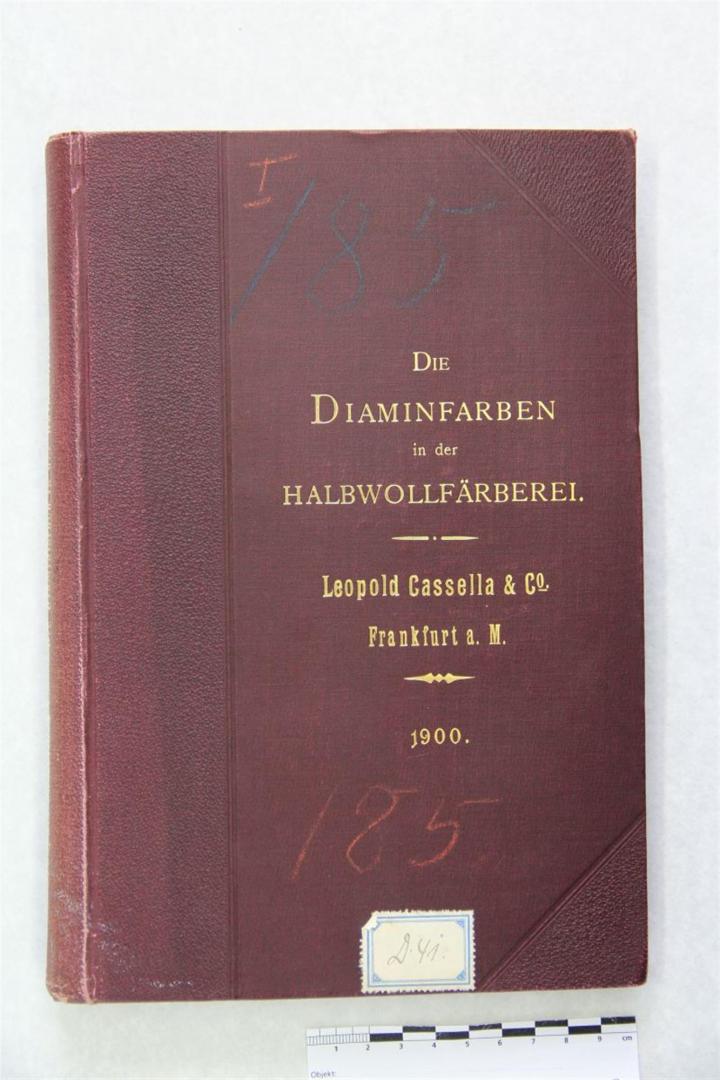 I
185
DIE
DIAMINFARBEN
in der
HALBWOLLFÄRBEREI.
Leopold Cassella & Co.
Frankfurt a. M.
1900.
185
D.4i.
1 2 3 4 5 6 7 8 9 cm
Objekt: